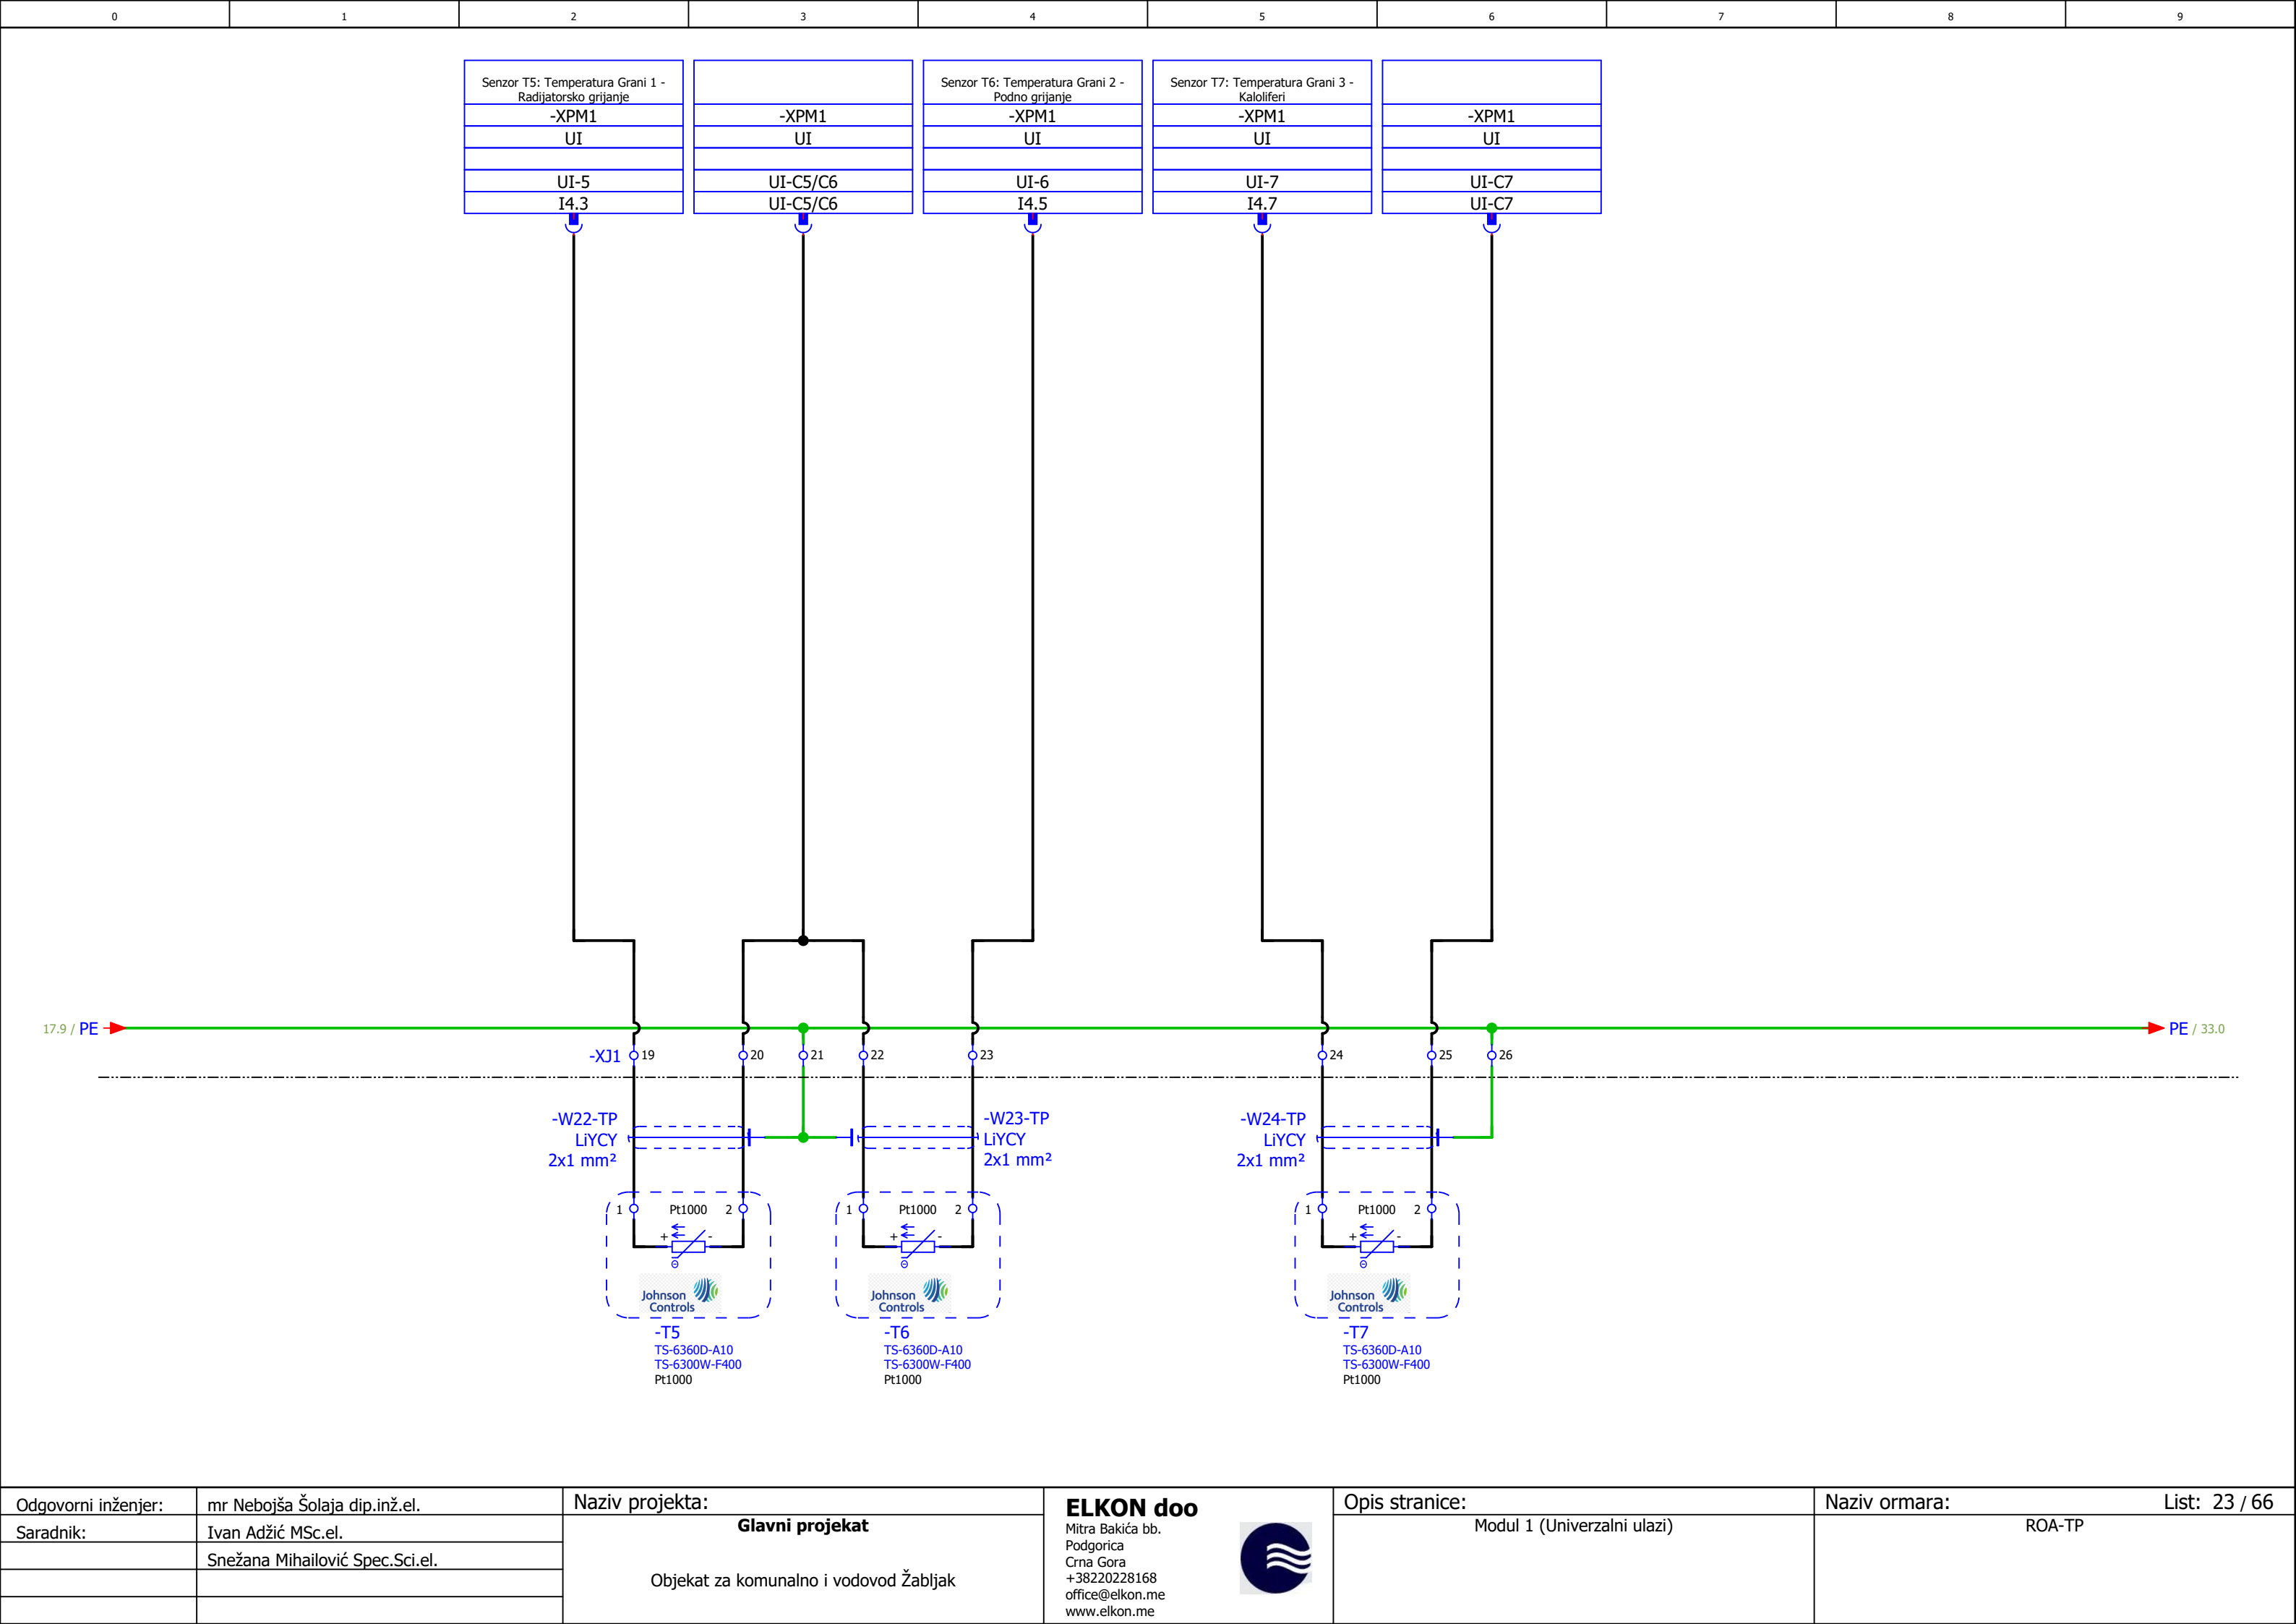 0 1 2 3 4 5 6 7 8 9
Senzor T5: Temperatura Grani 1 -
Radijatorsko grijanje
-XPM1
UI
UI-5
I4.3
-XPM1
UI
UI-C5/C6
UI-C5/C6
Senzor T6: Temperatura Grani 2 -
Podno grijanje
-XPM1
UI
UI-6
I4.5
Senzor T7: Temperatura Grani 3 -
Kaloliferi
-XPM1
UI
UI-7
I4.7
-XPM1
UI
UI-C7
UI-C7
17.9 / PE
PE / 33.0
-XJ1 19 20 21 22 23 24 25 26
-W22-TP
LiYCY
2x1 mm²
-W23-TP
LiYCY
2x1 mm²
-W24-TP
LiYCY
2x1 mm²
1 Pt1000 2
+ -
Θ
Johnson
Controls
-T5
TS-6360D-A10
TS-6300W-F400
Pt1000
1 Pt1000 2
+ -
Θ
Johnson
Controls
-T6
TS-6360D-A10
TS-6300W-F400
Pt1000
1 Pt1000 2
+ -
Θ
Johnson
Controls
-T7
TS-6360D-A10
TS-6300W-F400
Pt1000
Odgovorni inženjer: mr Nebojša Šolaja dip.inž.el.
Saradnik: Ivan Adžić MSc.el.
Snežana Mihailović Spec.Sci.el.
Naziv projekta:
Glavni projekat
Objekat za komunalno i vodovod Žabljak
ELKON doo
Mitra Bakića bb.
Podgorica
Crna Gora
+38220228168
office@elkon.me
www.elkon.me
Opis stranice:
Modul 1 (Univerzalni ulazi)
Naziv ormara:
ROA-TP
List: 23 / 66